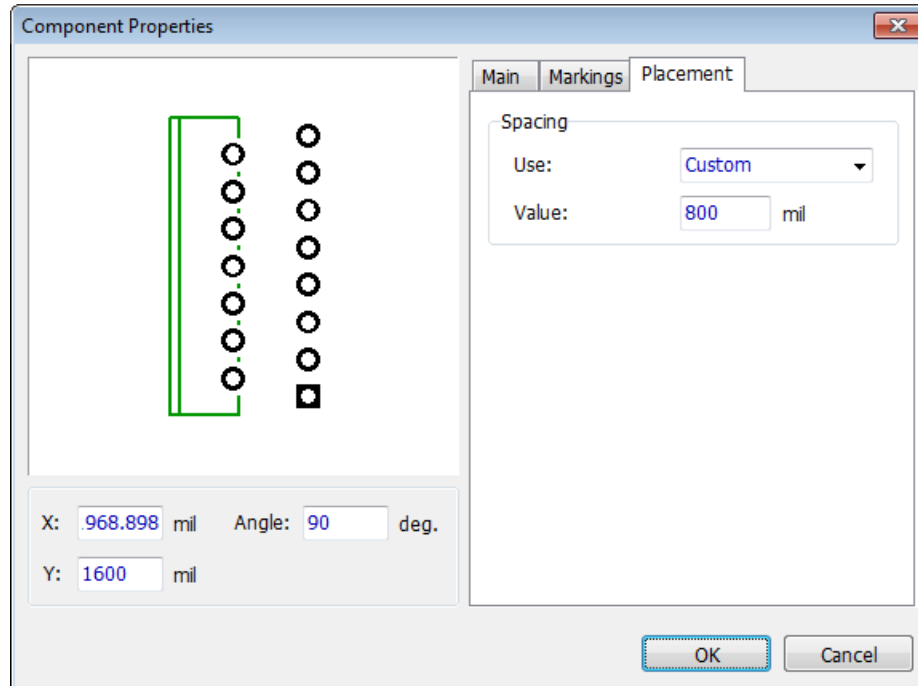 Component Properties
Main Markings Placement
Spacing
Use: Custom
Value: 800 mil
X: .968.898 mil Angle: 90 deg.
Y: 1600 mil
OK Cancel